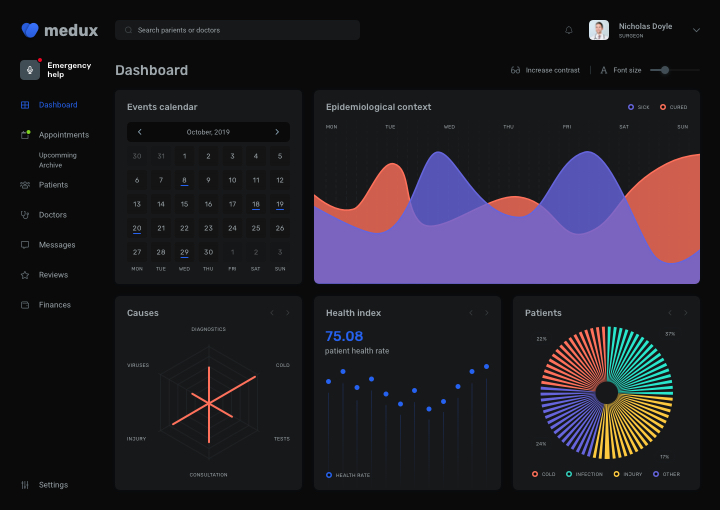 medux
Search parients or doctors
Nicholas Doyle
SURGEON
Emergency
help
Dashboard
Increase contrast
Font size
Dashboard
Appointments
Upcomming
Archive
Patients
Doctors
Messages
Reviews
Finances
Settings
Events calendar
October, 2019
30 31 1 2 3 4 5
6 7 8 9 10 11 12
13 14 15 16 17 18 19
20 21 22 23 24 25 26
27 28 29 30 1 2 3
MON TUE WED THU FRI SAT SUN
Epidemiological context
SICK CURED
MON TUE WED THU FRI SAT SUN
Causes
DIAGNOSTICS
VIRUSES COLD
INJURY TESTS
CONSULTATION
Health index
75.08
patient health rate
HEALTH RATE
Patients
22% 37%
24% 17%
COLD INFECTION INJURY OTHER